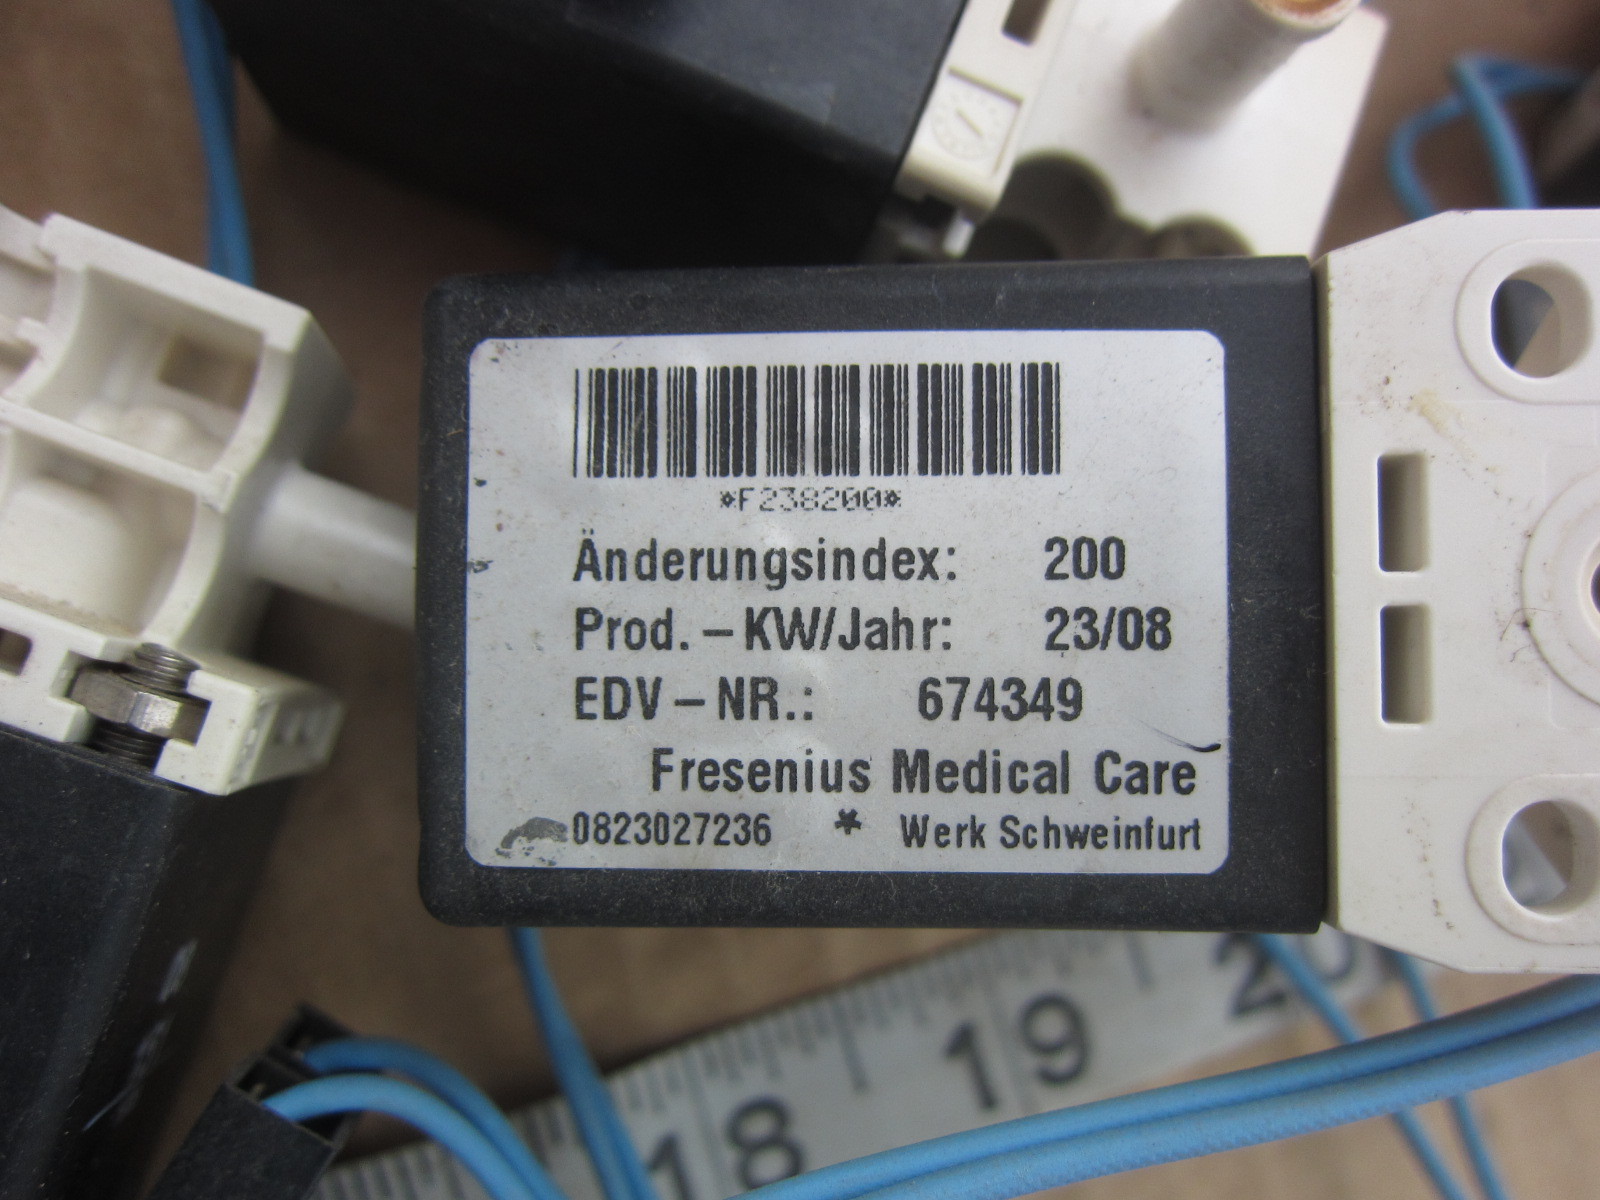 *F238200*
Änderungsindex: 200
Prod. – KW/Jahr: 23/08
EDV – NR.: 674349
Fresenius Medical Care
0823027236 * Werk Schweinfurt
18 19 20